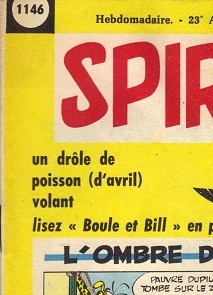 1146
Hebdomadaire. - 23e A
SPIR
un drôle de
poisson (d'avril)
volant
lisez « Boule et Bill » en p
L'OMBRE D
PAUVRE DUPIL
TOMBE SUR LE Z